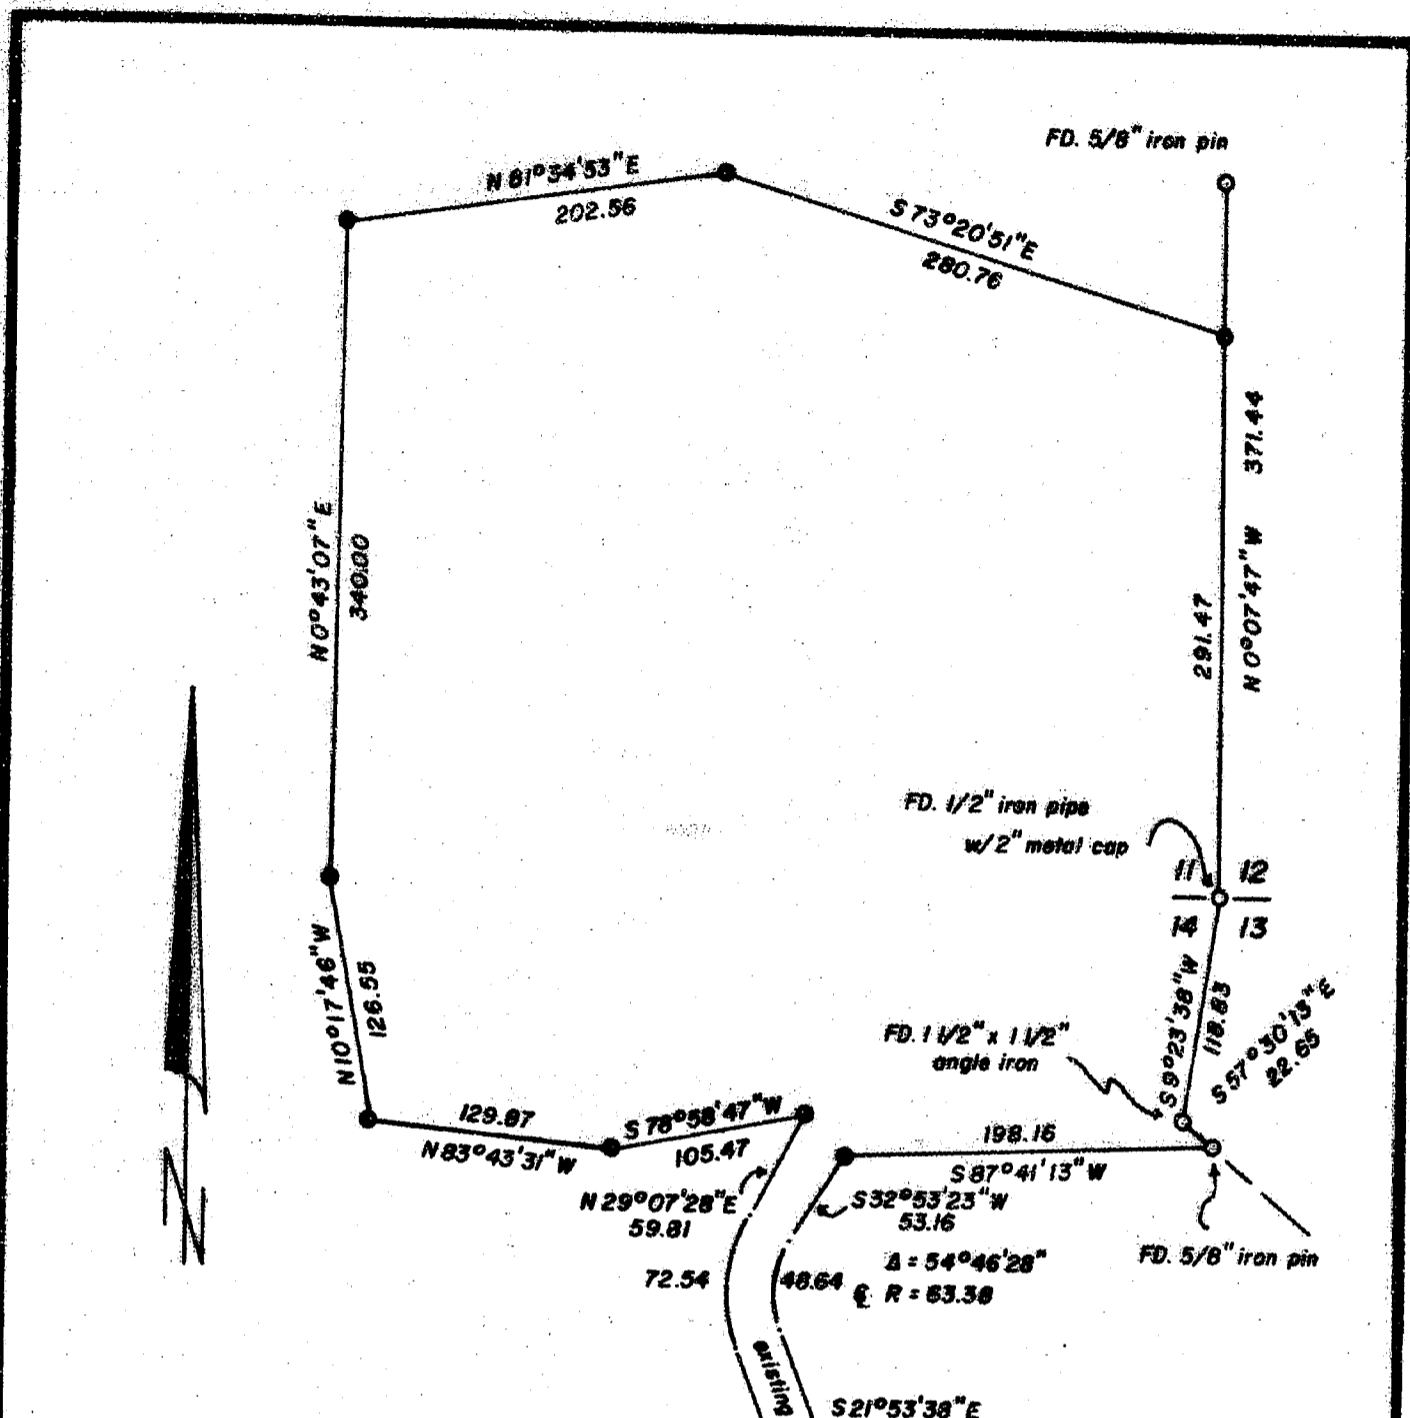 FD. 5/8" iron pin
N 81°34'53" E
202.56
S 73°20'51" E
280.76
371.44
N 0°07'47" W
291.47
N 0°43'07" E
340.00
FD. 1/2" iron pipe
w/2" metal cap
11 12
14 13
N 10°17'46" W
126.55
S 9°23'38" W
118.83
S 57°30'13" E
22.65
FD. 1 1/2" x 1 1/2"
angle iron
129.87
N 83°43'31" W
S 78°58'47" W
105.47
198.16
S 87°41'13" W
N 29°07'28" E
59.81
S 32°53'23" W
53.16
FD. 5/8" iron pin
Δ = 54°46'28"
72.54
48.64
℄ R = 63.38
existing
S 21°53'38" E
N